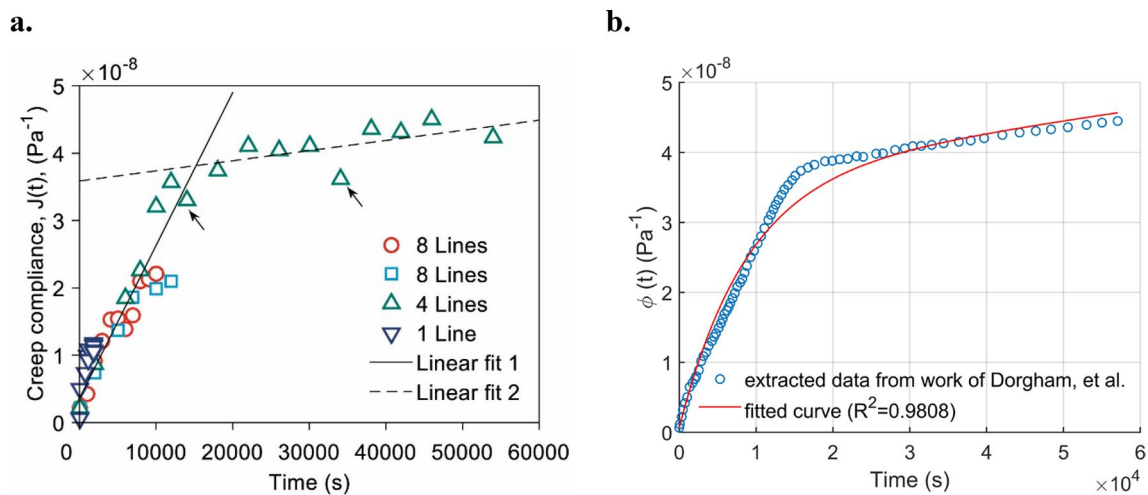 a.
×10⁻⁸
5
4
3
2
1
0
Creep compliance, J(t), (Pa⁻¹)
8 Lines
8 Lines
4 Lines
1 Line
Linear fit 1
Linear fit 2
0 10000 20000 30000 40000 50000 60000
Time (s)
b.
×10⁻⁸
5
4
3
2
1
0
ϕ (t) (Pa⁻¹)
extracted data from work of Dorgham, et al.
fitted curve (R²=0.9808)
0 1 2 3 4 5 6
Time (s)
×10⁴